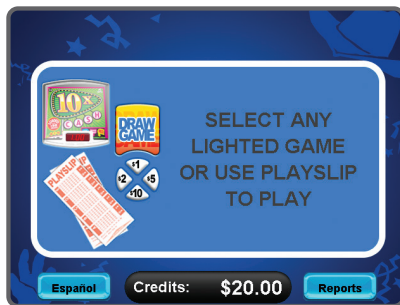 10x
CASH
DRAW
GAME
$1
$2
$5
$10
PLAYSLIP
SELECT ANY
LIGHTED GAME
OR USE PLAYSLIP
TO PLAY
Español
Credits:
$20.00
Reports